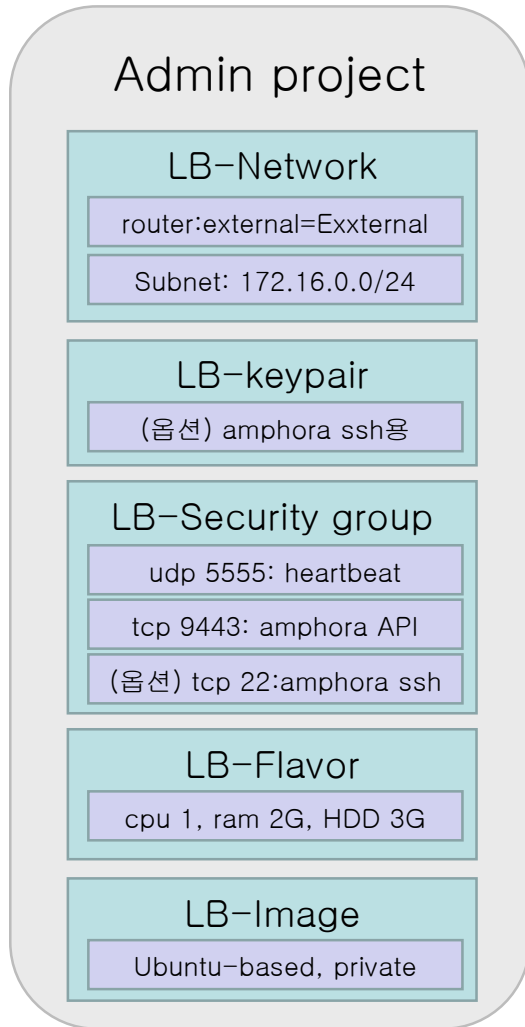 Admin project
LB-Network
router:external=Exxternal
Subnet: 172.16.0.0/24
LB-keypair
(옵션) amphora ssh용
LB-Security group
udp 5555: heartbeat
tcp 9443: amphora API
(옵션) tcp 22:amphora ssh
LB-Flavor
cpu 1, ram 2G, HDD 3G
LB-Image
Ubuntu-based, private